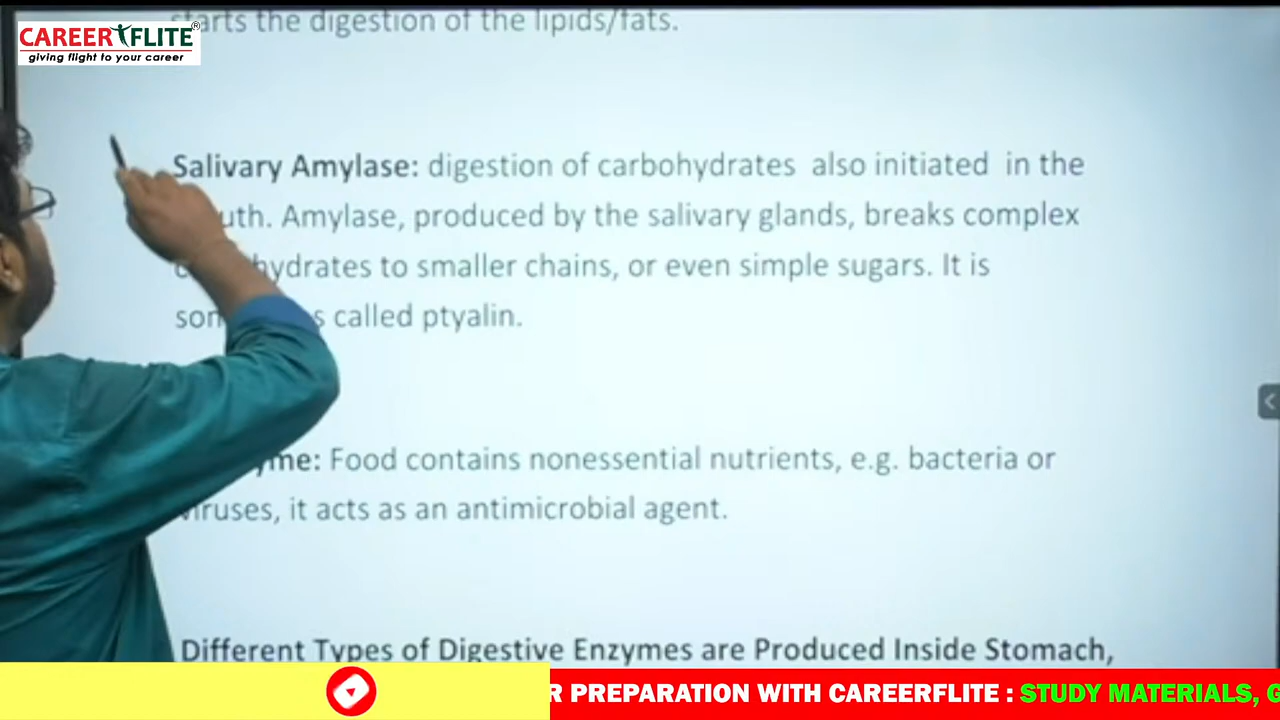 starts the digestion of the lipids/fats.
CAREER FLITE®
giving flight to your career
Salivary Amylase: digestion of carbohydrates also initiated in the
uth. Amylase, produced by the salivary glands, breaks complex
hydrates to smaller chains, or even simple sugars. It is
som s called ptyalin.
yme: Food contains nonessential nutrients, e.g. bacteria or
viruses, it acts as an antimicrobial agent.
Different Types of Digestive Enzymes are Produced Inside Stomach,
R PREPARATION WITH CAREERFLITE : STUDY MATERIALS, G